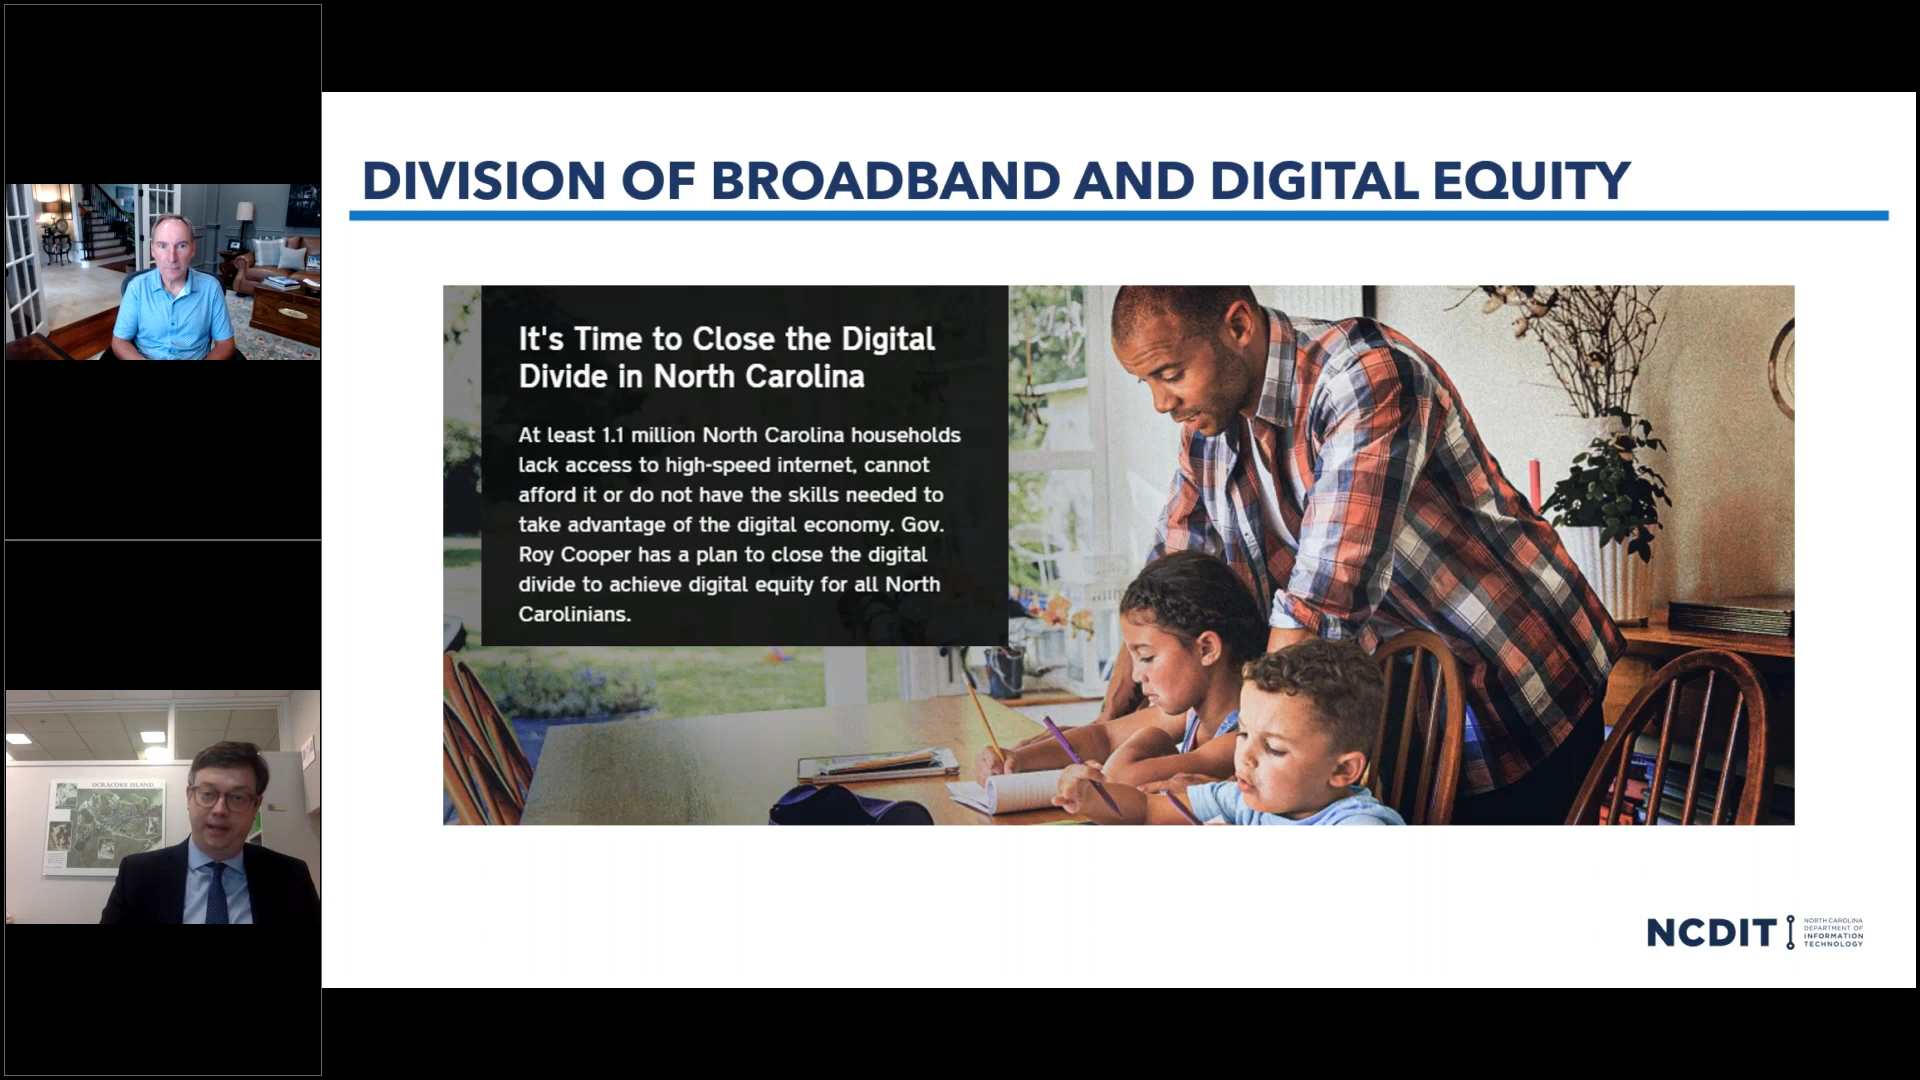 DIVISION OF BROADBAND AND DIGITAL EQUITY
It's Time to Close the Digital
Divide in North Carolina
At least 1.1 million North Carolina households
lack access to high-speed internet, cannot
afford it or do not have the skills needed to
take advantage of the digital economy. Gov.
Roy Cooper has a plan to close the digital
divide to achieve digital equity for all North
Carolinians.
OCRACOKE ISLAND
NCDIT
NORTH CAROLINA
DEPARTMENT OF
INFORMATION
TECHNOLOGY